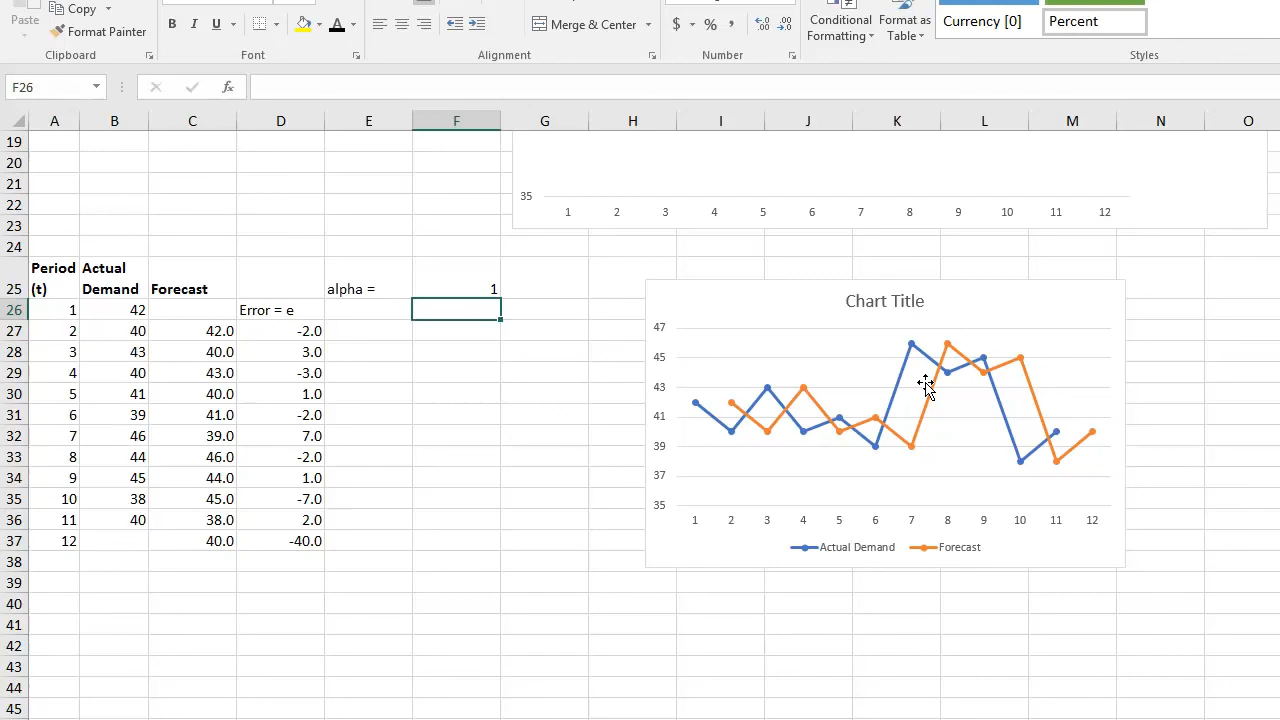 Copy
Paste
Format Painter
B I U A $ %
Merge & Center
Conditional
Formatting
Format as
Table
Currency [0] Percent
Clipboard Font Alignment Number Styles
F26 fx
A B C D E F G H I J K L M N O
19
20
21
22
23
24
35
1 2 3 4 5 6 7 8 9 10 11 12
Period Actual
25 (t) Demand Forecast alpha = 1
26 1 42 Error = e
27 2 40 42.0 -2.0
28 3 43 40.0 3.0
29 4 40 43.0 -3.0
30 5 41 40.0 1.0
31 6 39 41.0 -2.0
32 7 46 39.0 7.0
33 8 44 46.0 -2.0
34 9 45 44.0 1.0
35 10 38 45.0 -7.0
36 11 40 38.0 2.0
37 12 40.0 -40.0
38
39
40
41
42
43
44
45
Chart Title
47
45
43
41
39
37
35
1 2 3 4 5 6 7 8 9 10 11 12
Actual Demand Forecast